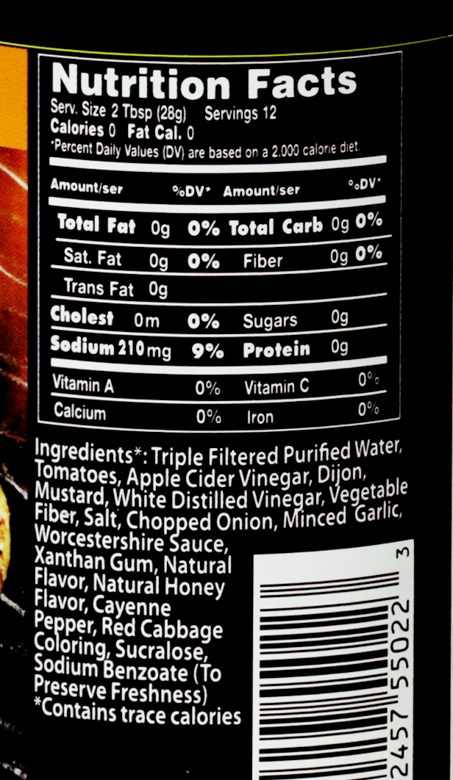 Nutrition Facts
Serv. Size 2 Tbsp (28g) Servings 12
Calories 0 Fat Cal. 0
*Percent Daily Values (DV) are based on a 2,000 calorie diet.
Amount/ser %DV* Amount/ser %DV*
Total Fat 0g 0% Total Carb 0g 0%
Sat. Fat 0g 0% Fiber 0g 0%
Trans Fat 0g
Cholest 0m 0% Sugars 0g
Sodium 210mg 9% Protein 0g
Vitamin A 0% Vitamin C 0%
Calcium 0% Iron 0%
Ingredients*: Triple Filtered Purified Water,
Tomatoes, Apple Cider Vinegar, Dijon,
Mustard, White Distilled Vinegar, Vegetable
Fiber, Salt, Chopped Onion, Minced Garlic,
Worcestershire Sauce,
Xanthan Gum, Natural
Flavor, Natural Honey
Flavor, Cayenne
Pepper, Red Cabbage
Coloring, Sucralose,
Sodium Benzoate (To
Preserve Freshness)
*Contains trace calories
2457 55022 3